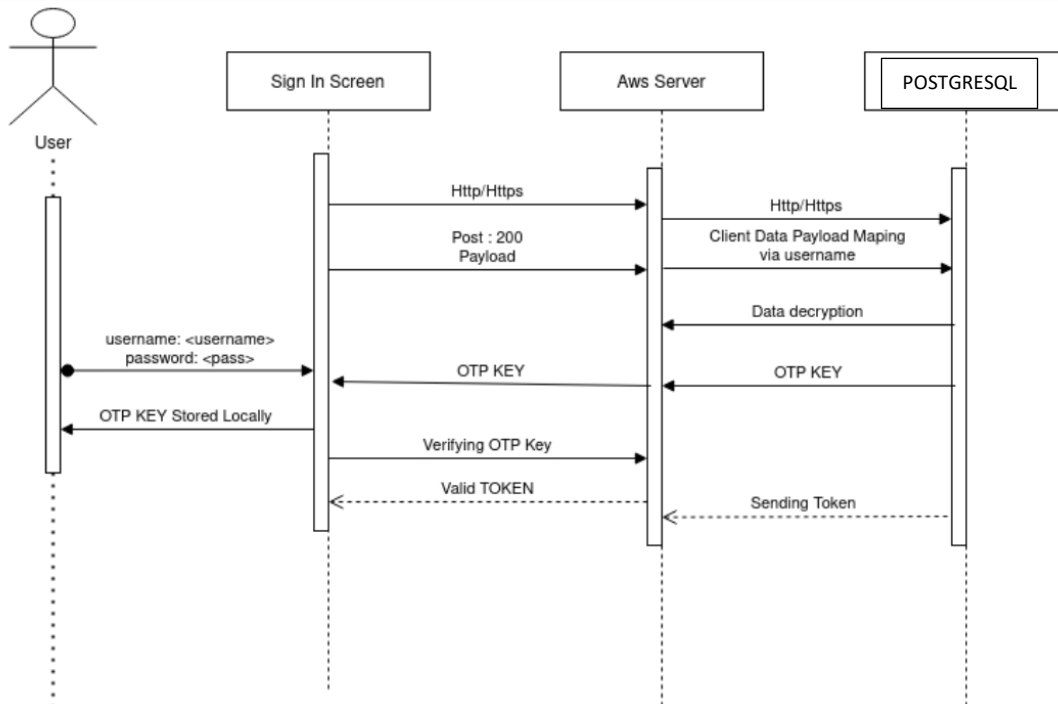 User
Sign In Screen
Aws Server
POSTGRESQL
Http/Https
Http/Https
Post : 200
Payload
Client Data Payload Maping
via username
Data decryption
username: <username>
password: <pass>
OTP KEY
OTP KEY
OTP KEY Stored Locally
Verifying OTP Key
Valid TOKEN
Sending Token